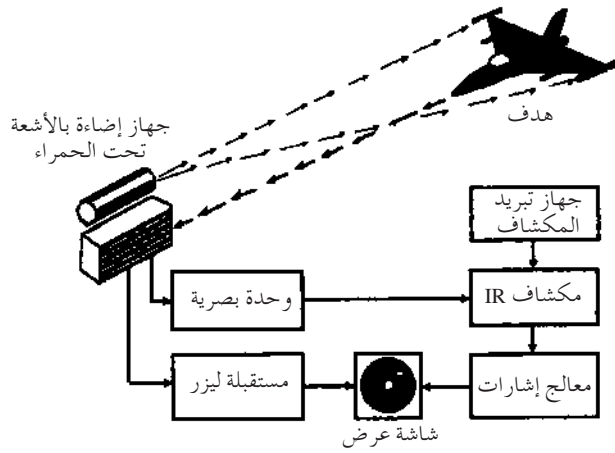 هدف
جهاز إضاءة بالأشعة
تحت الحمراء
جهاز تبريد
المكشاف
وحدة بصرية
مكشاف IR
مستقبلة ليزر
معالج إشارات
شاشة عرض